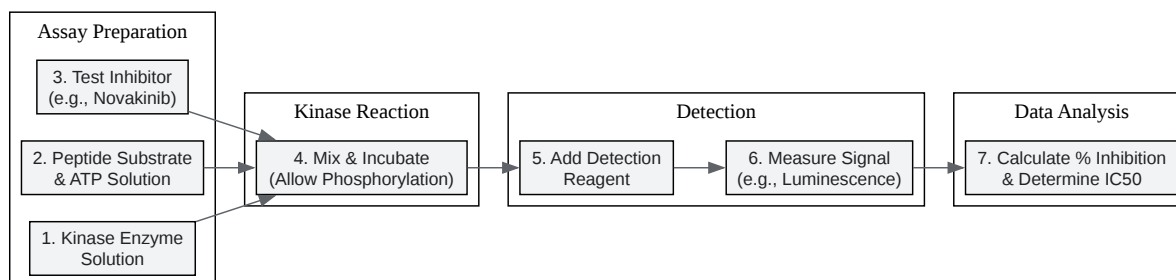 Assay Preparation
3. Test Inhibitor
(e.g., Novakinib)
2. Peptide Substrate
& ATP Solution
1. Kinase Enzyme
Solution
Kinase Reaction
4. Mix & Incubate
(Allow Phosphorylation)
Detection
5. Add Detection
Reagent
6. Measure Signal
(e.g., Luminescence)
Data Analysis
7. Calculate % Inhibition
& Determine IC50